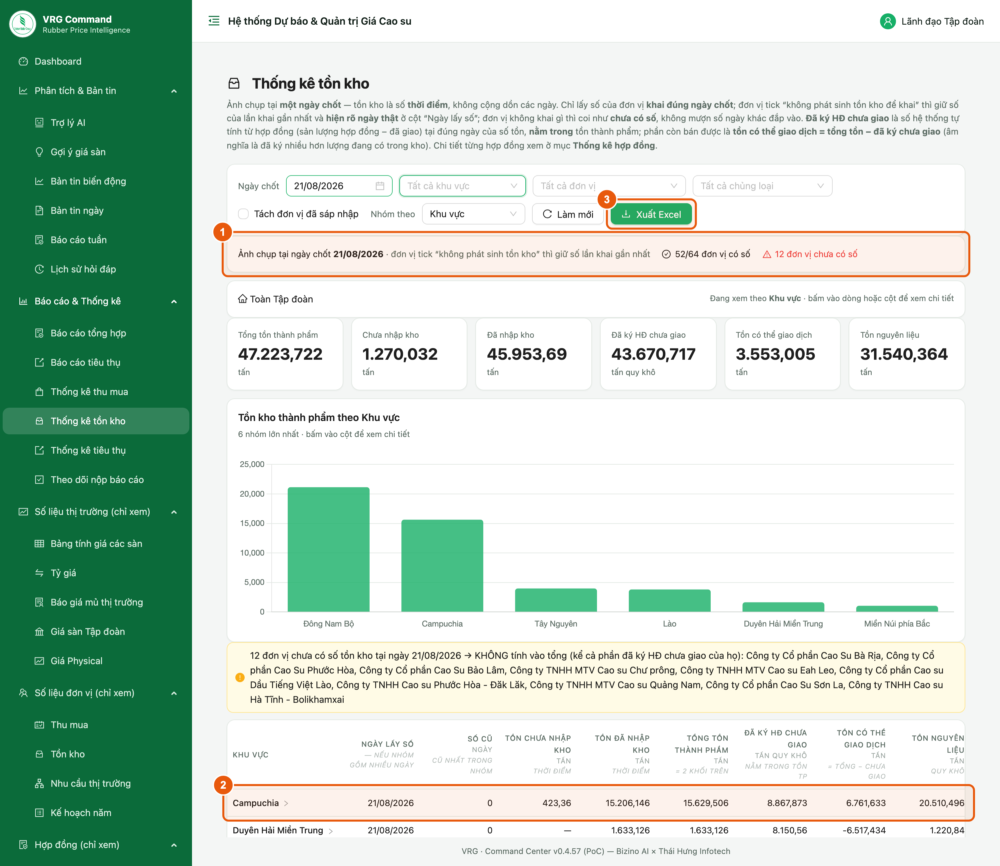 VRG Command
Rubber Price Intelligence
Dashboard
Phân tích & Bản tin
Trợ lý AI
Gợi ý giá sàn
Bản tin biến động
Bản tin ngày
Báo cáo tuần
Lịch sử hỏi đáp
Báo cáo & Thống kê
Báo cáo tổng hợp
Báo cáo tiêu thụ
Thống kê thu mua
Thống kê tồn kho
Thống kê tiêu thụ
Theo dõi nộp báo cáo
Số liệu thị trường (chỉ xem)
Bảng tính giá các sàn
Tỷ giá
Báo giá mủ thị trường
Giá sàn Tập đoàn
Giá Physical
Số liệu đơn vị (chỉ xem)
Thu mua
Tồn kho
Nhu cầu thị trường
Kế hoạch năm
Hợp đồng (chỉ xem)
Hệ thống Dự báo & Quản trị Giá Cao su
Lãnh đạo Tập đoàn
Thống kê tồn kho
Ảnh chụp tại một ngày chốt — tồn kho là số thời điểm, không cộng dồn các ngày. Chỉ lấy số của đơn vị khai đúng ngày chốt; đơn vị tick “không phát sinh tồn kho để khai” thì giữ số
của lần khai gần nhất và hiện rõ ngày thật ở cột “Ngày lấy số”; đơn vị không khai gì thì coi như chưa có số, không mượn số ngày khác đắp vào. Đã ký HĐ chưa giao là số hệ thống tự
tính từ hợp đồng (sản lượng hợp đồng – đã giao) tại đúng ngày của số tồn, nằm trong tồn thành phẩm; phần còn bán được là tồn có thể giao dịch = tổng tồn – đã ký chưa giao (âm
nghĩa là đã ký nhiều hơn lượng đang có trong kho). Chi tiết từng hợp đồng xem ở mục Thống kê hợp đồng.
Ngày chốt 21/08/2026 Tất cả khu vực Tất cả đơn vị Tất cả chủng loại
Tách đơn vị đã sáp nhập Nhóm theo Khu vực Làm mới 3 Xuất Excel
1
Ảnh chụp tại ngày chốt 21/08/2026 · đơn vị tick “không phát sinh tồn kho” thì giữ số lần khai gần nhất 52/64 đơn vị có số 12 đơn vị chưa có số
Toàn Tập đoàn Đang xem theo Khu vực · bấm vào dòng hoặc cột để xem chi tiết
Tổng tồn thành phẩm
47.223,722
tấn
Chưa nhập kho
1.270,032
tấn
Đã nhập kho
45.953,69
tấn
Đã ký HĐ chưa giao
43.670,717
tấn quy khô
Tồn có thể giao dịch
3.553,005
tấn
Tồn nguyên liệu
31.540,364
tấn
Tồn kho thành phẩm theo Khu vực
6 nhóm lớn nhất · bấm vào cột để xem chi tiết
25,000
20,000
15,000
10,000
5,000
0
Đông Nam Bộ Campuchia Tây Nguyên Lào Duyên Hải Miền Trung Miền Núi phía Bắc
12 đơn vị chưa có số tồn kho tại ngày 21/08/2026 → KHÔNG tính vào tổng (kể cả phần đã ký HĐ chưa giao của họ): Công ty Cổ phần Cao Su Bà Rịa, Công ty Cổ
phần Cao Su Phước Hòa, Công ty Cổ phần Cao Su Bảo Lâm, Công ty TNHH MTV Cao su Chư prông, Công ty TNHH MTV Cao su Eah Leo, Công ty Cổ phần Cao su
Dầu Tiếng Việt Lào, Công ty TNHH Cao su Phước Hòa - Đăk Lăk, Công ty TNHH MTV Cao su Quảng Nam, Công ty Cổ phần Cao Su Sơn La, Công ty TNHH Cao su
Hà Tĩnh - Bolikhamxai
KHU VỰC
NGÀY LẤY SỐ
— NẾU NHÓM
GỒM NHIỀU NGÀY
SỐ CŨ
NGÀY
CŨ NHẤT TRONG
NHÓM
TỒN CHƯA NHẬP
KHO
TẤN
THỜI ĐIỂM
TỒN ĐÃ NHẬP
KHO
TẤN
THỜI ĐIỂM
TỔNG TỒN
THÀNH PHẨM
TẤN
= 2 KHỐI TRÊN
ĐÃ KÝ HĐ CHƯA
GIAO
TẤN QUY KHÔ
NẰM TRONG TỒN
TP
TỒN CÓ THỂ
GIAO DỊCH
TẤN
= TỔNG – CHƯA
GIAO
TỒN NGUYÊN
LIỆU
TẤN
QUY KHÔ
2
Campuchia 21/08/2026 0 423,36 15.206,146 15.629,506 8.867,873 6.761,633 20.510,496
Duyên Hải Miền Trung 21/08/2026 0 — 1.633,126 1.633,126 8.150,56 -6.517,434 1.220,84
VRG · Command Center v0.4.57 (PoC) — Bizino AI × Thái Hưng Infotech